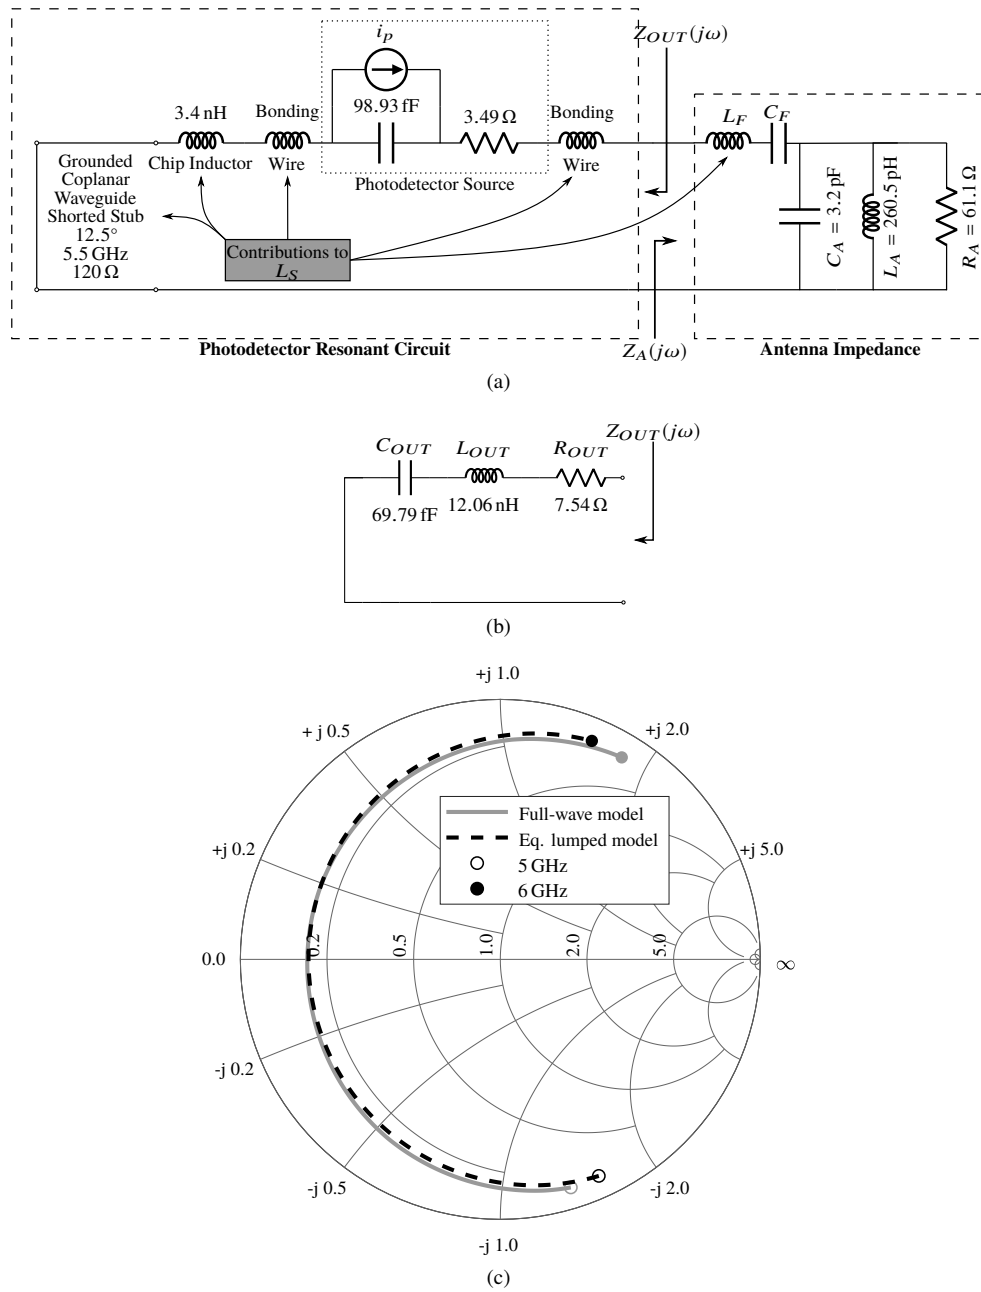 i_p
Z_OUT(jω)
98.93 fF
3.4 nH
Bonding
3.49 Ω
Bonding
L_F
C_F
Chip Inductor
Wire
Wire
Photodetector Source
Grounded
Coplanar
Waveguide
Shorted Stub
12.5°
5.5 GHz
120 Ω
Contributions to
L_S
C_A = 3.2 pF
L_A = 260.5 pH
R_A = 61.1 Ω
Photodetector Resonant Circuit
Z_A(jω)
Antenna Impedance
(a)
C_OUT
L_OUT
R_OUT
Z_OUT(jω)
69.79 fF
12.06 nH
7.54 Ω
(b)
+j 1.0
+ j 0.5
+j 2.0
Full-wave model
Eq. lumped model
5 GHz
6 GHz
+j 0.2
+j 5.0
0.0
0.2
0.5
1.0
2.0
5.0
∞
-j 0.2
-j 0.5
-j 2.0
-j 1.0
(c)